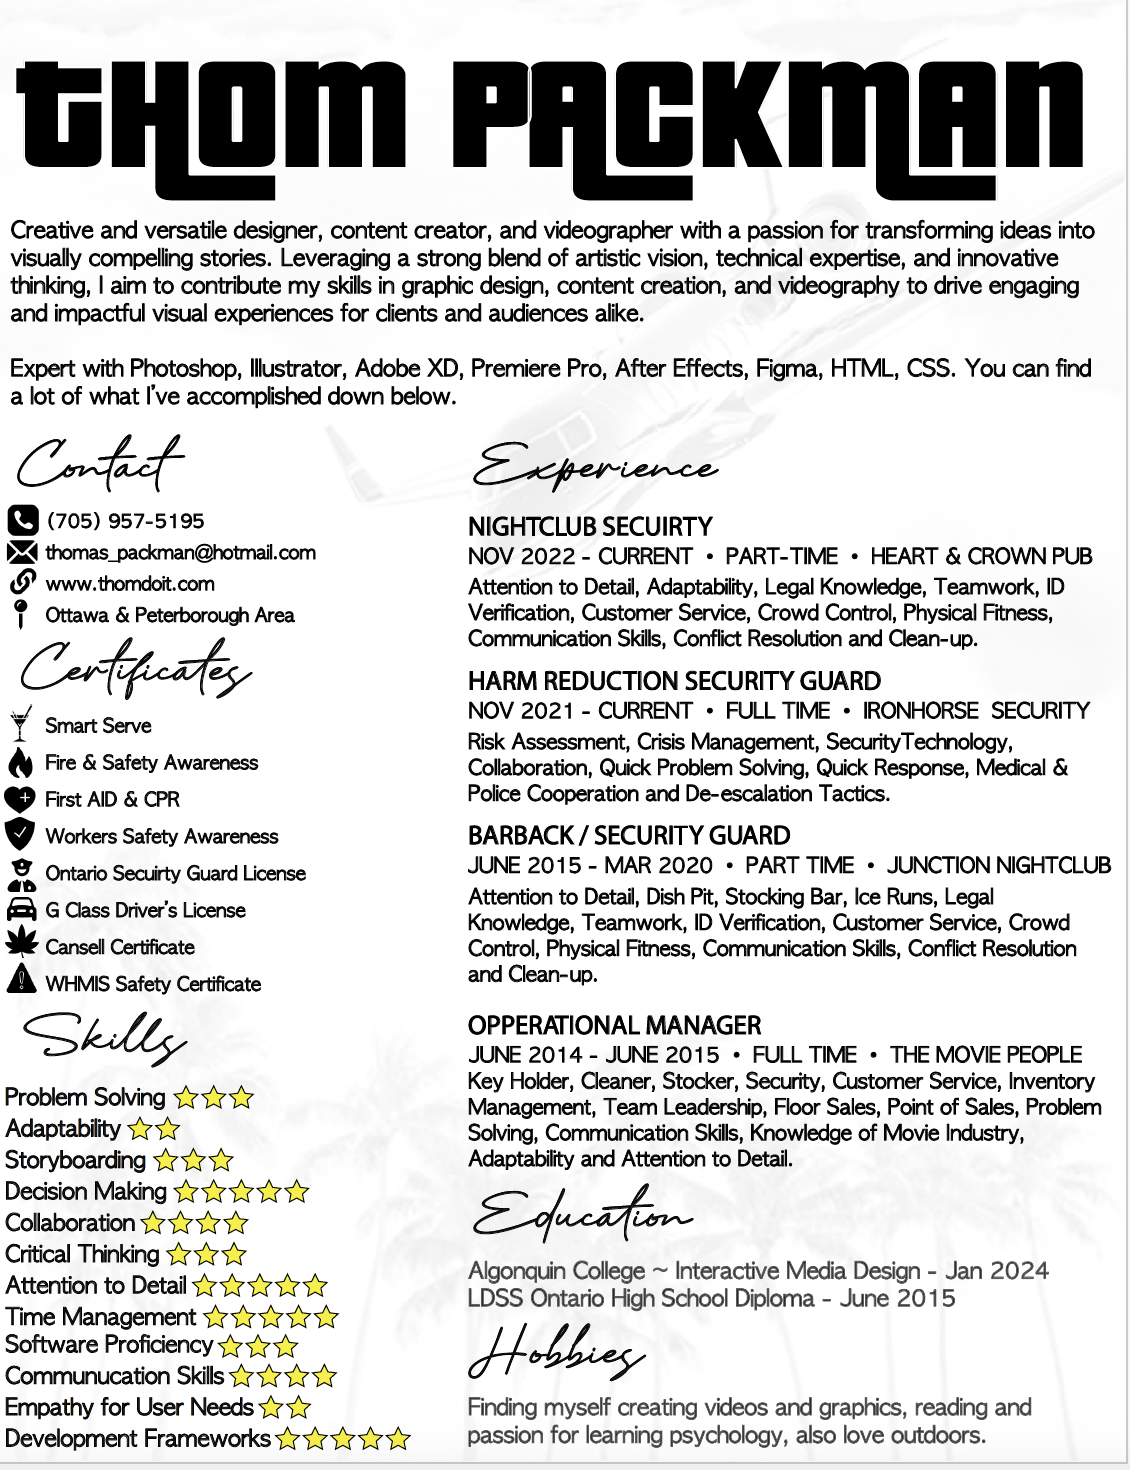 THOM PACKMAN
Creative and versatile designer, content creator, and videographer with a passion for transforming ideas into
visually compelling stories. Leveraging a strong blend of artistic vision, technical expertise, and innovative
thinking, I aim to contribute my skills in graphic design, content creation, and videography to drive engaging
and impactful visual experiences for clients and audiences alike.
Expert with Photoshop, Illustrator, Adobe XD, Premiere Pro, After Effects, Figma, HTML, CSS. You can find
a lot of what I've accomplished down below.
Contact
(705) 957-5195
thomas_packman@hotmail.com
www.thomdoit.com
Ottawa & Peterborough Area
Certificates
Smart Serve
Fire & Safety Awareness
First AID & CPR
Workers Safety Awareness
Ontario Secuirty Guard License
G Class Driver's License
Cansell Certificate
WHMIS Safety Certificate
Skills
Problem Solving
Adaptability
Storyboarding
Decision Making
Collaboration
Critical Thinking
Attention to Detail
Time Management
Software Proficiency
Communucation Skills
Empathy for User Needs
Development Frameworks
Experience
NIGHTCLUB SECUIRTY
NOV 2022 - CURRENT • PART-TIME • HEART & CROWN PUB
Attention to Detail, Adaptability, Legal Knowledge, Teamwork, ID
Verification, Customer Service, Crowd Control, Physical Fitness,
Communication Skills, Conflict Resolution and Clean-up.
HARM REDUCTION SECURITY GUARD
NOV 2021 - CURRENT • FULL TIME • IRONHORSE SECURITY
Risk Assessment, Crisis Management, SecurityTechnology,
Collaboration, Quick Problem Solving, Quick Response, Medical &
Police Cooperation and De-escalation Tactics.
BARBACK / SECURITY GUARD
JUNE 2015 - MAR 2020 • PART TIME • JUNCTION NIGHTCLUB
Attention to Detail, Dish Pit, Stocking Bar, Ice Runs, Legal
Knowledge, Teamwork, ID Verification, Customer Service, Crowd
Control, Physical Fitness, Communication Skills, Conflict Resolution
and Clean-up.
OPPERATIONAL MANAGER
JUNE 2014 - JUNE 2015 • FULL TIME • THE MOVIE PEOPLE
Key Holder, Cleaner, Stocker, Security, Customer Service, Inventory
Management, Team Leadership, Floor Sales, Point of Sales, Problem
Solving, Communication Skills, Knowledge of Movie Industry,
Adaptability and Attention to Detail.
Education
Algonquin College ~ Interactive Media Design - Jan 2024
LDSS Ontario High School Diploma - June 2015
Hobbies
Finding myself creating videos and graphics, reading and
passion for learning psychology, also love outdoors.